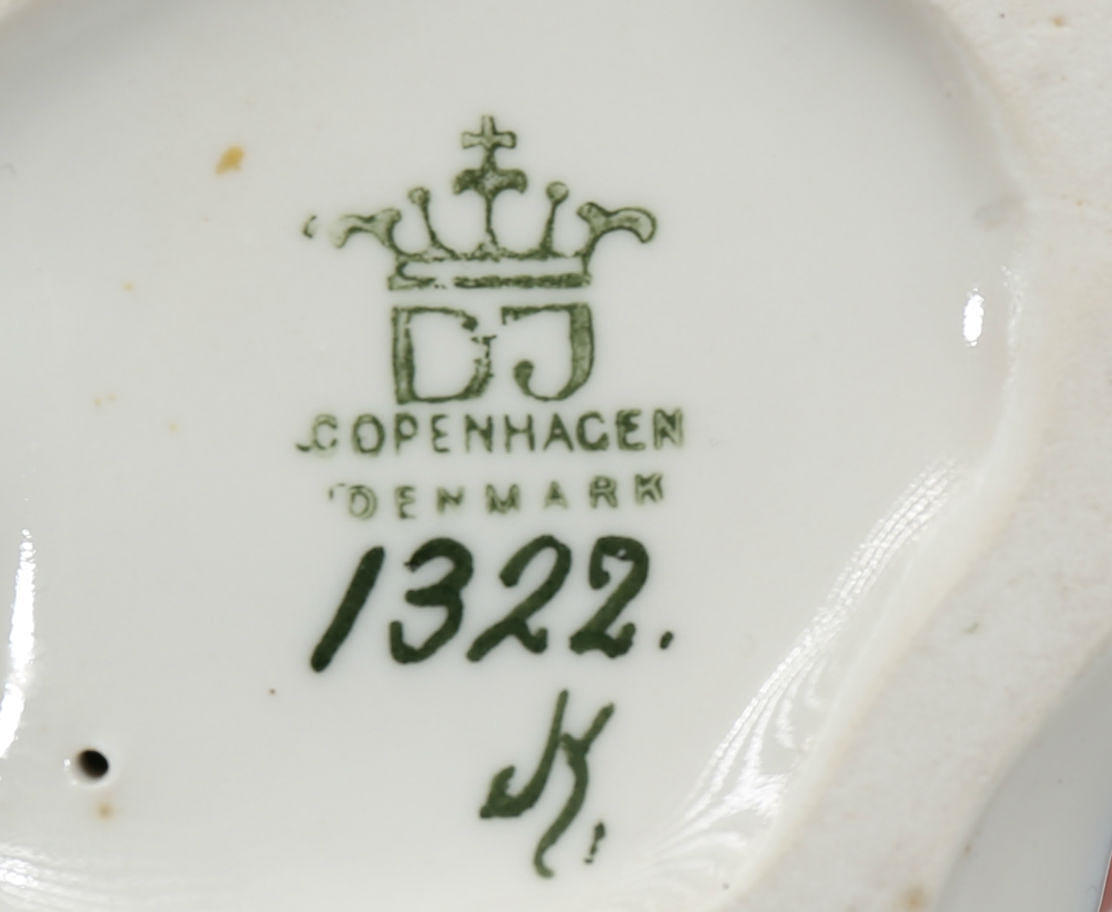 DJ
COPENHAGEN
DENMARK
1322.
K.